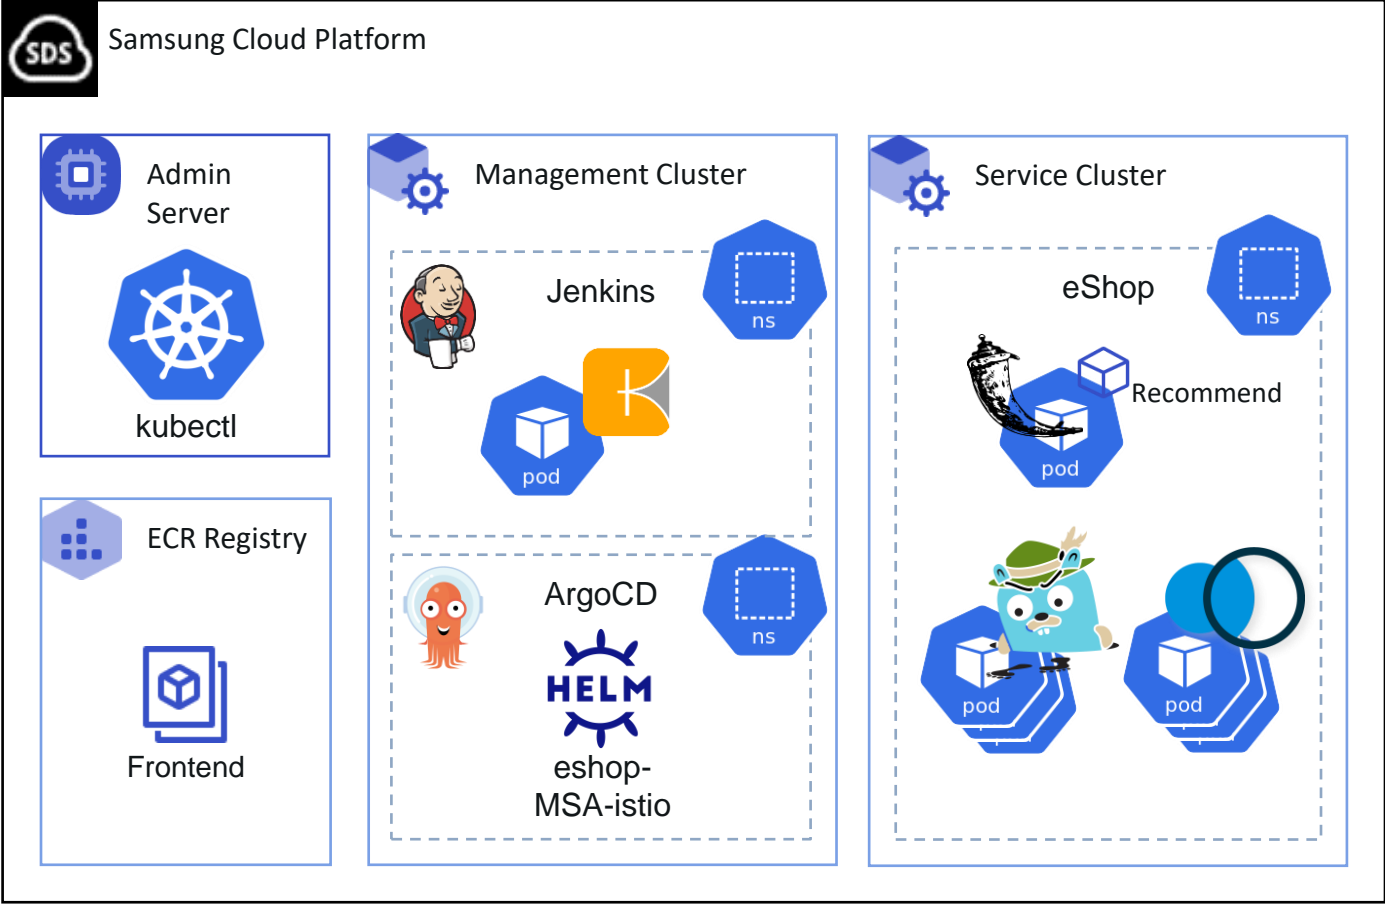 SDS
Samsung Cloud Platform
Admin
Server
kubectl
ECR Registry
Frontend
Management Cluster
Jenkins
ns
pod
ArgoCD
ns
HELM
eshop-
MSA-istio
Service Cluster
eShop
ns
Recommend
pod
pod
pod